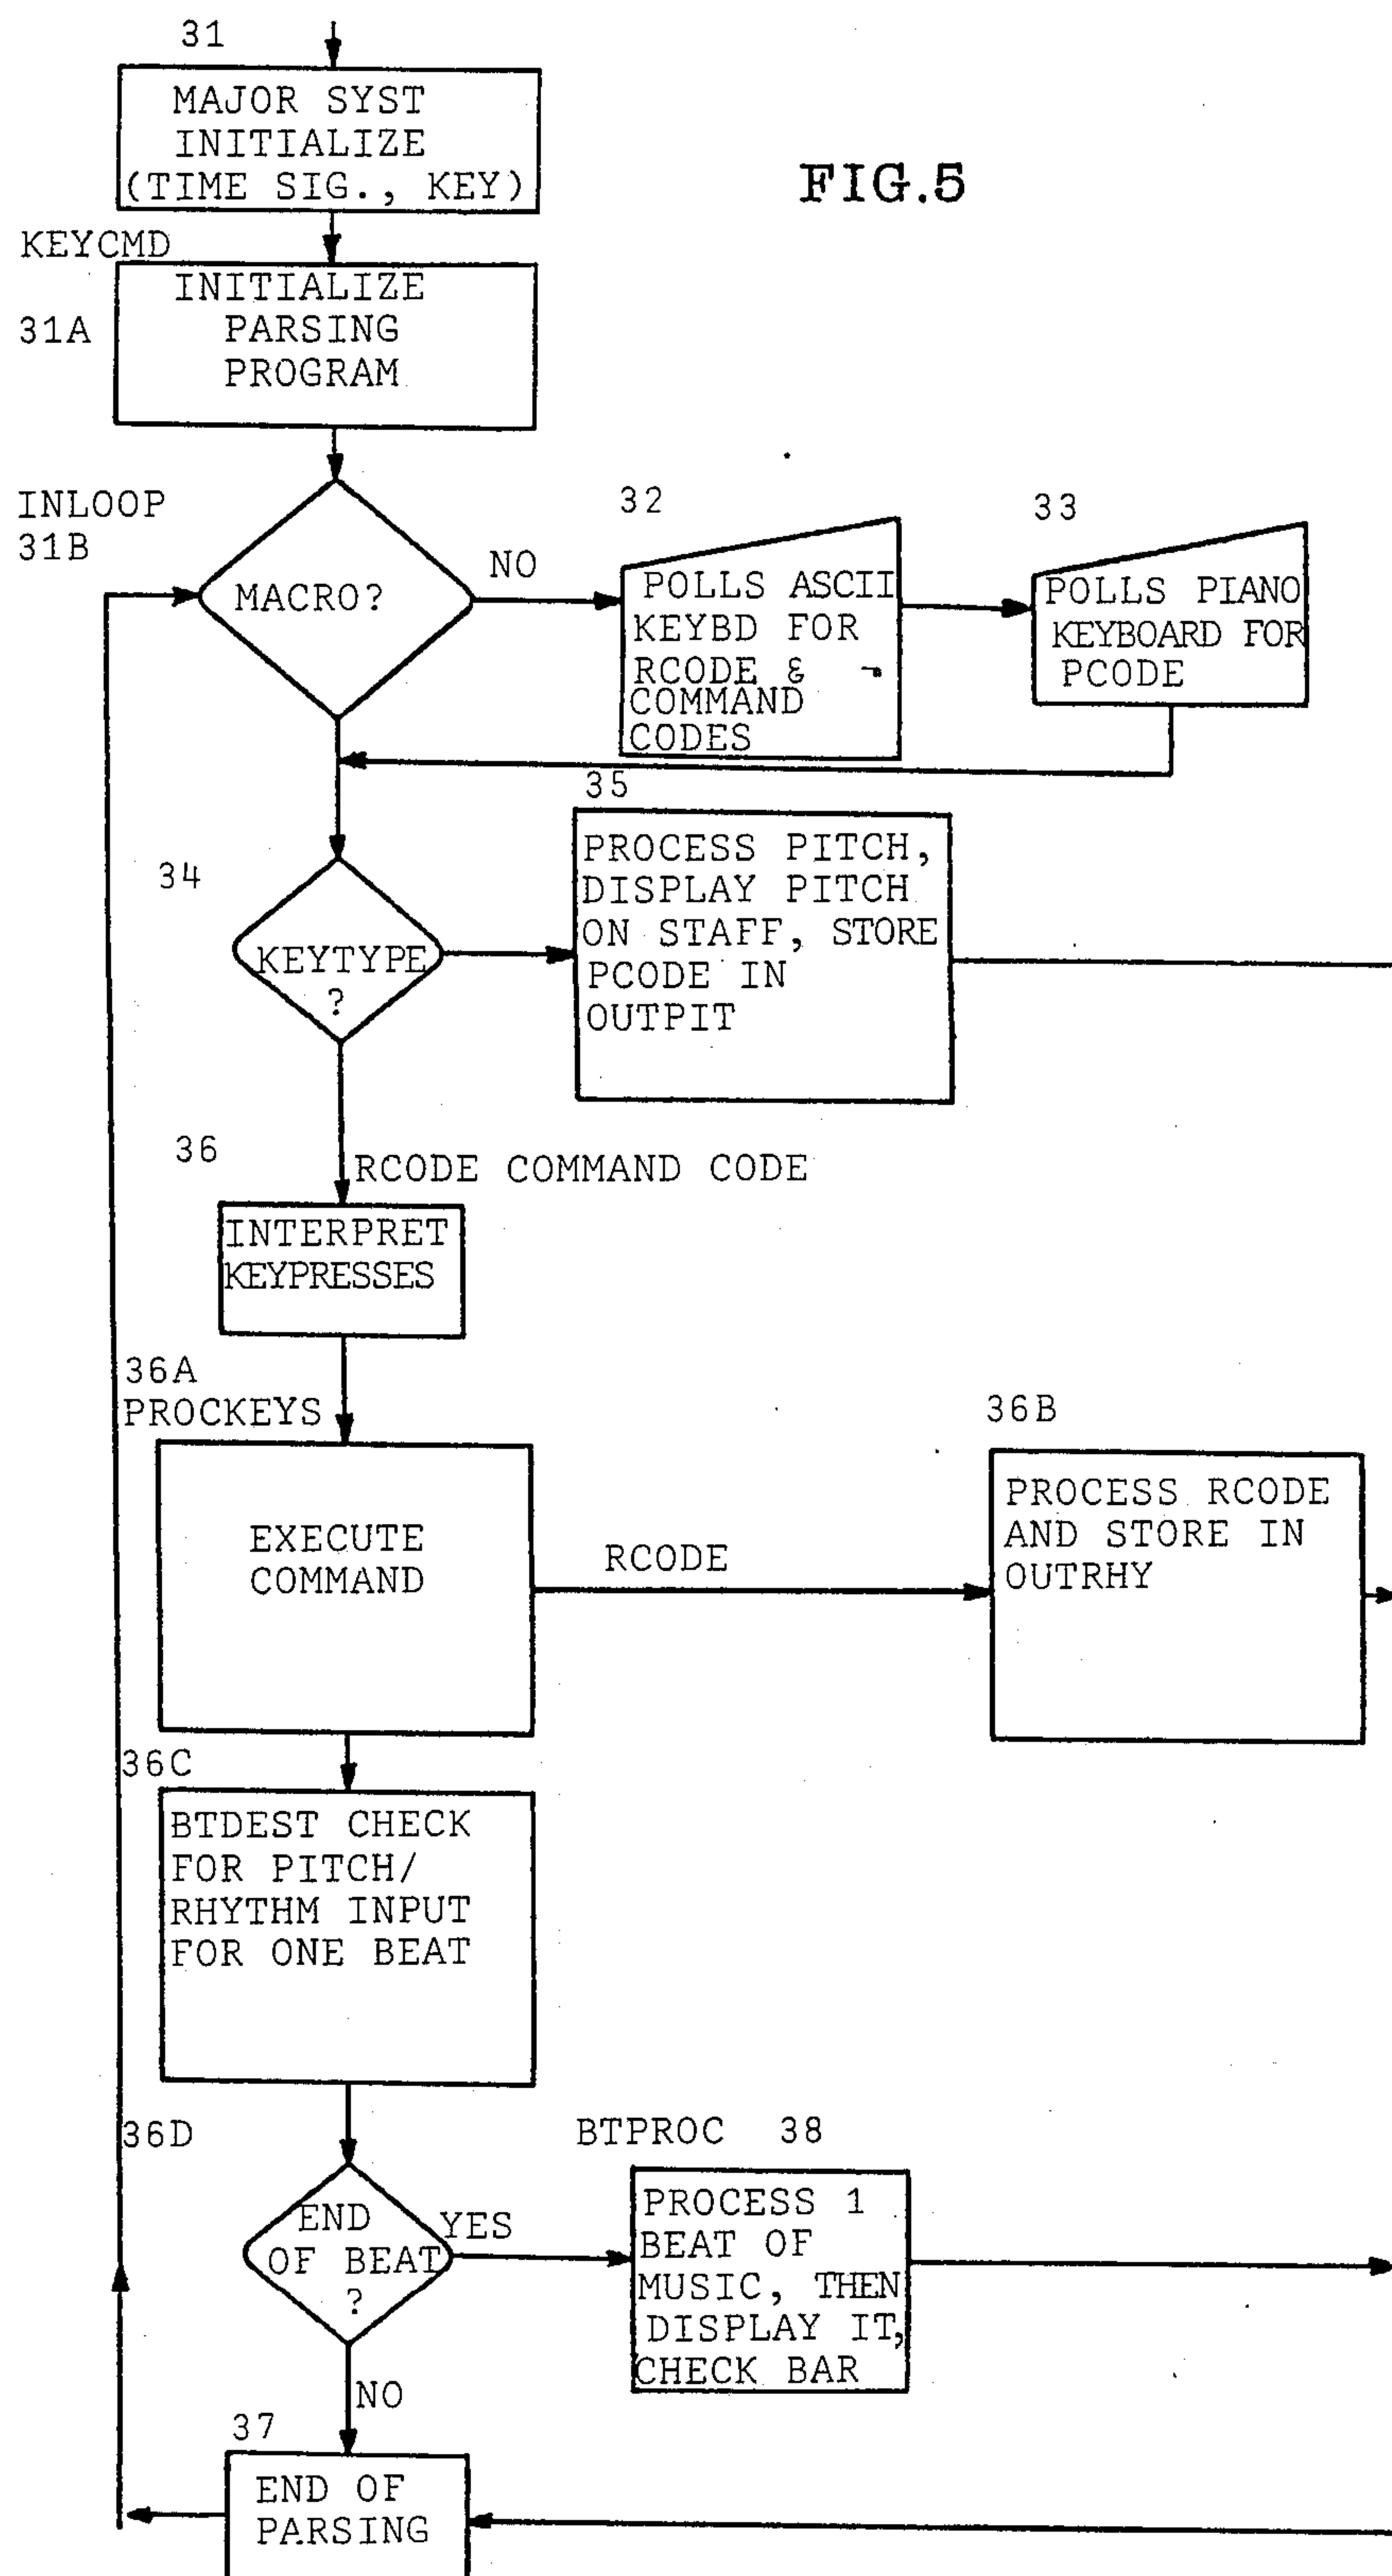 31
MAJOR SYST
INITIALIZE
(TIME SIG., KEY)
FIG.5
KEYCMD
31A
INITIALIZE
PARSING
PROGRAM
INLOOP
31B
MACRO?
NO
32
POLLS ASCII
KEYBD FOR
RCODE &
COMMAND
CODES
33
POLLS PIANO
KEYBOARD FOR
PCODE
34
KEYTYPE
?
35
PROCESS PITCH,
DISPLAY PITCH
ON STAFF, STORE
PCODE IN
OUTPIT
36
RCODE COMMAND CODE
INTERPRET
KEYPRESSES
36A
PROCKEYS
EXECUTE
COMMAND
RCODE
36B
PROCESS RCODE
AND STORE IN
OUTRHY
36C
BTDEST CHECK
FOR PITCH/
RHYTHM INPUT
FOR ONE BEAT
36D
END
OF BEAT
?
YES
BTPROC 38
PROCESS 1
BEAT OF
MUSIC, THEN
DISPLAY IT,
CHECK BAR
NO
37
END OF
PARSING